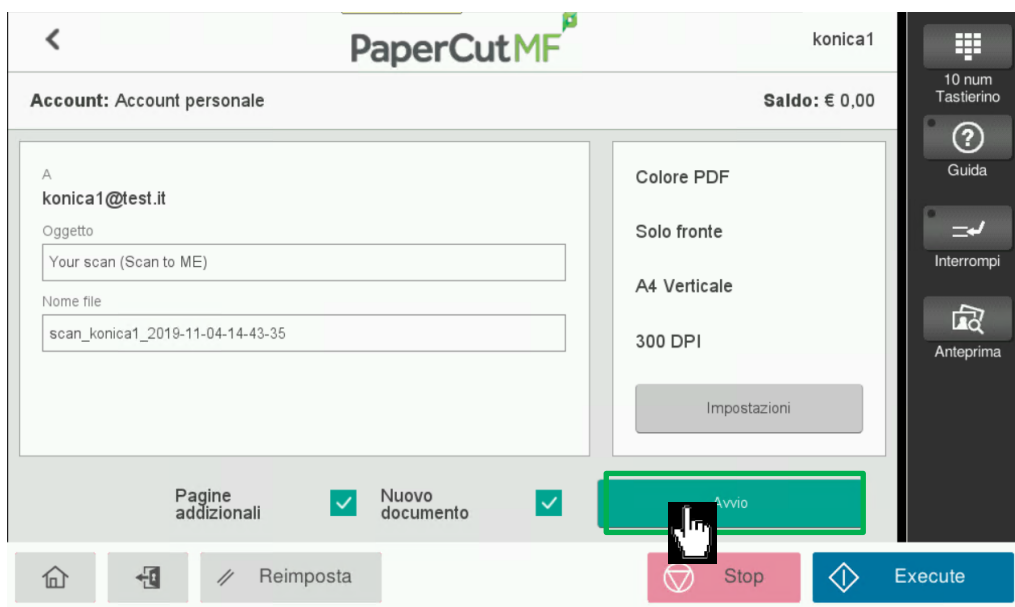 PaperCut MF
konica1
Account: Account personale
Saldo: € 0,00
A
konica1@test.it
Oggetto
Your scan (Scan to ME)
Nome file
scan_konica1_2019-11-04-14-43-35
Colore PDF
Solo fronte
A4 Verticale
300 DPI
Impostazioni
Pagine
addizionali
Nuovo
documento
Avvio
Reimposta
Stop
Execute
10 num
Tastierino
Guida
Interrompi
Anteprima